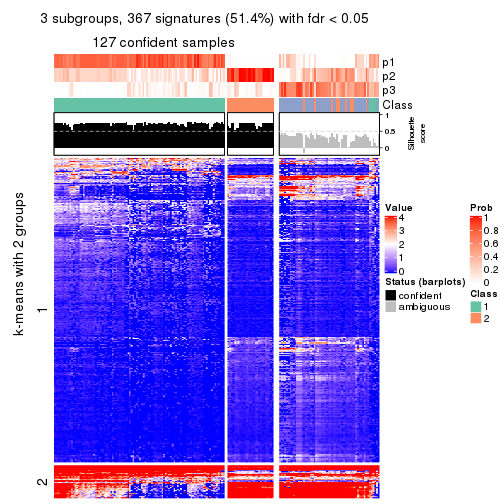 3 subgroups, 367 signatures (51.4%) with fdr < 0.05
127 confident samples
p1
p2
p3
Class
1
0.5
0
Silhouette
score
k-means with 2 groups
1
2
Value
4
3
2
1
0
Status (barplots)
confident
ambiguous
Prob
1
0.8
0.6
0.4
0.2
0
Class
1
2